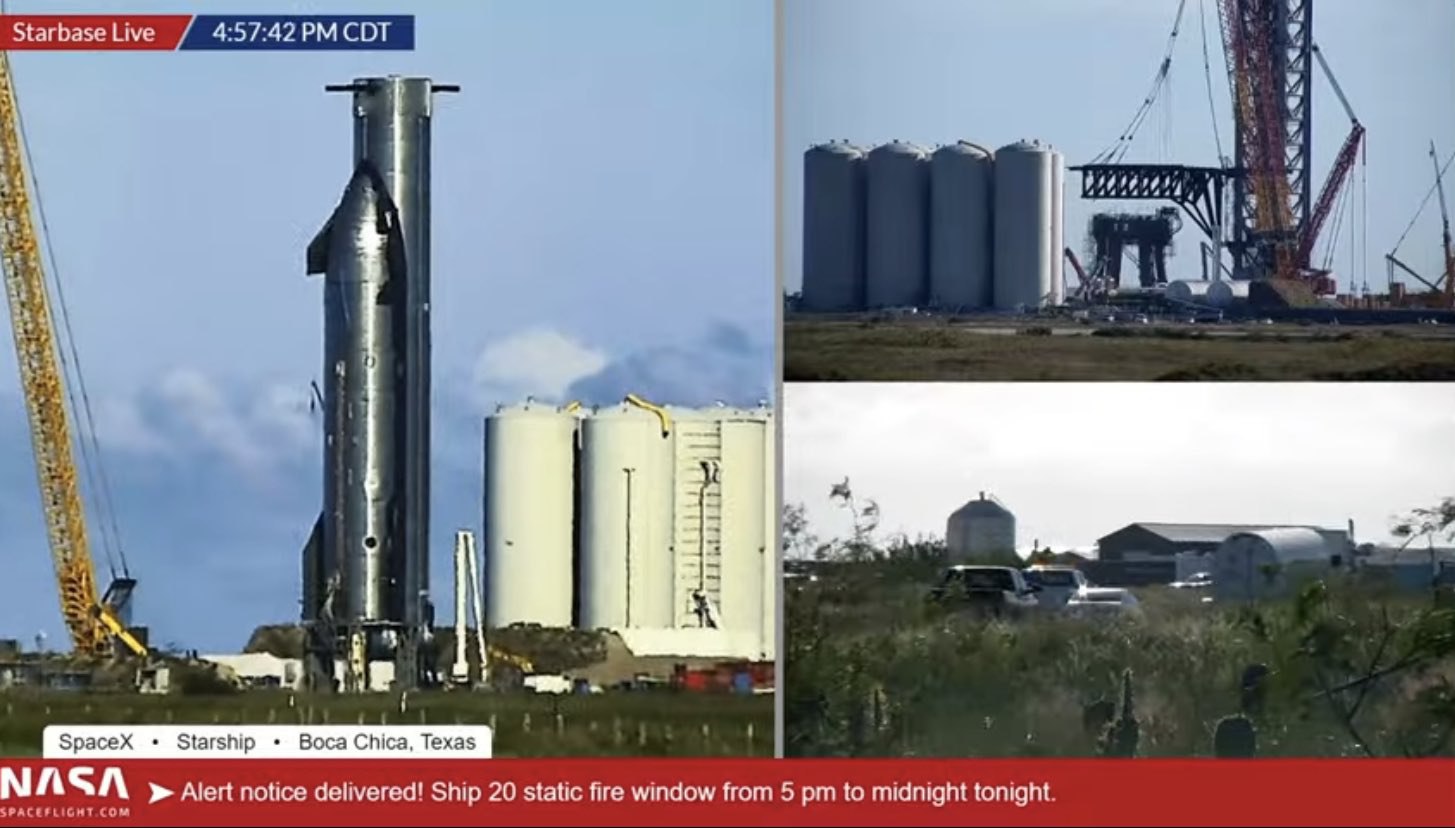 Starbase Live 4:57:42 PM CDT
SpaceX • Starship • Boca Chica, Texas
NASA
SPACEFLIGHT.COM
Alert notice delivered! Ship 20 static fire window from 5 pm to midnight tonight.